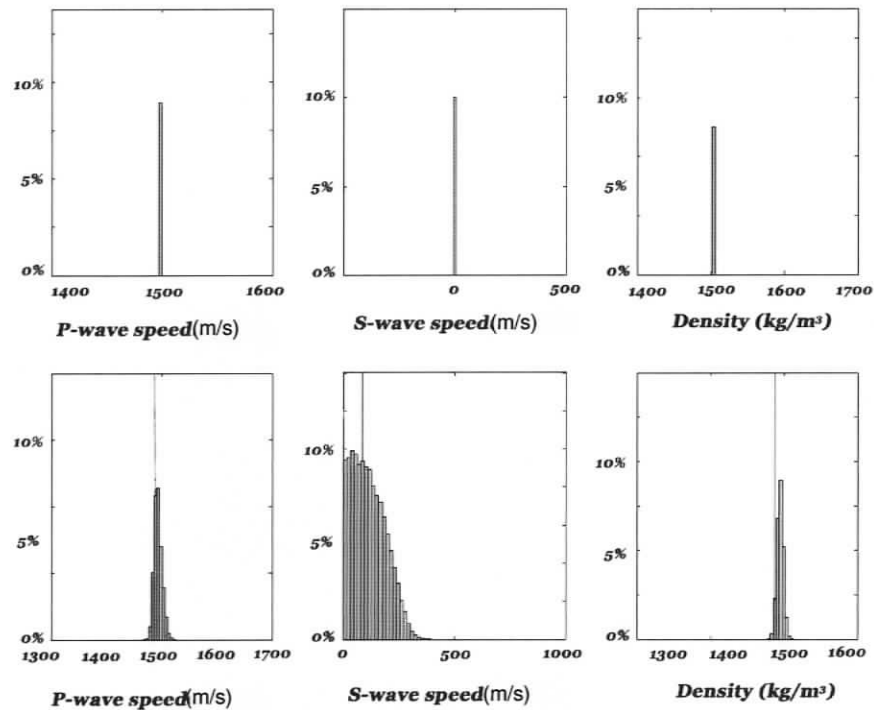 10%
5%
0%
1400 1500 1600
P-wave speed(m/s)
10%
5%
0%
0 500
S-wave speed(m/s)
10%
5%
0%
1400 1500 1600 1700
Density (kg/m³)
10%
5%
0%
1300 1400 1500 1600 1700
P-wave speed(m/s)
10%
5%
0%
0 500 1000
S-wave speed(m/s)
10%
5%
0%
1300 1400 1500 1600
Density (kg/m³)